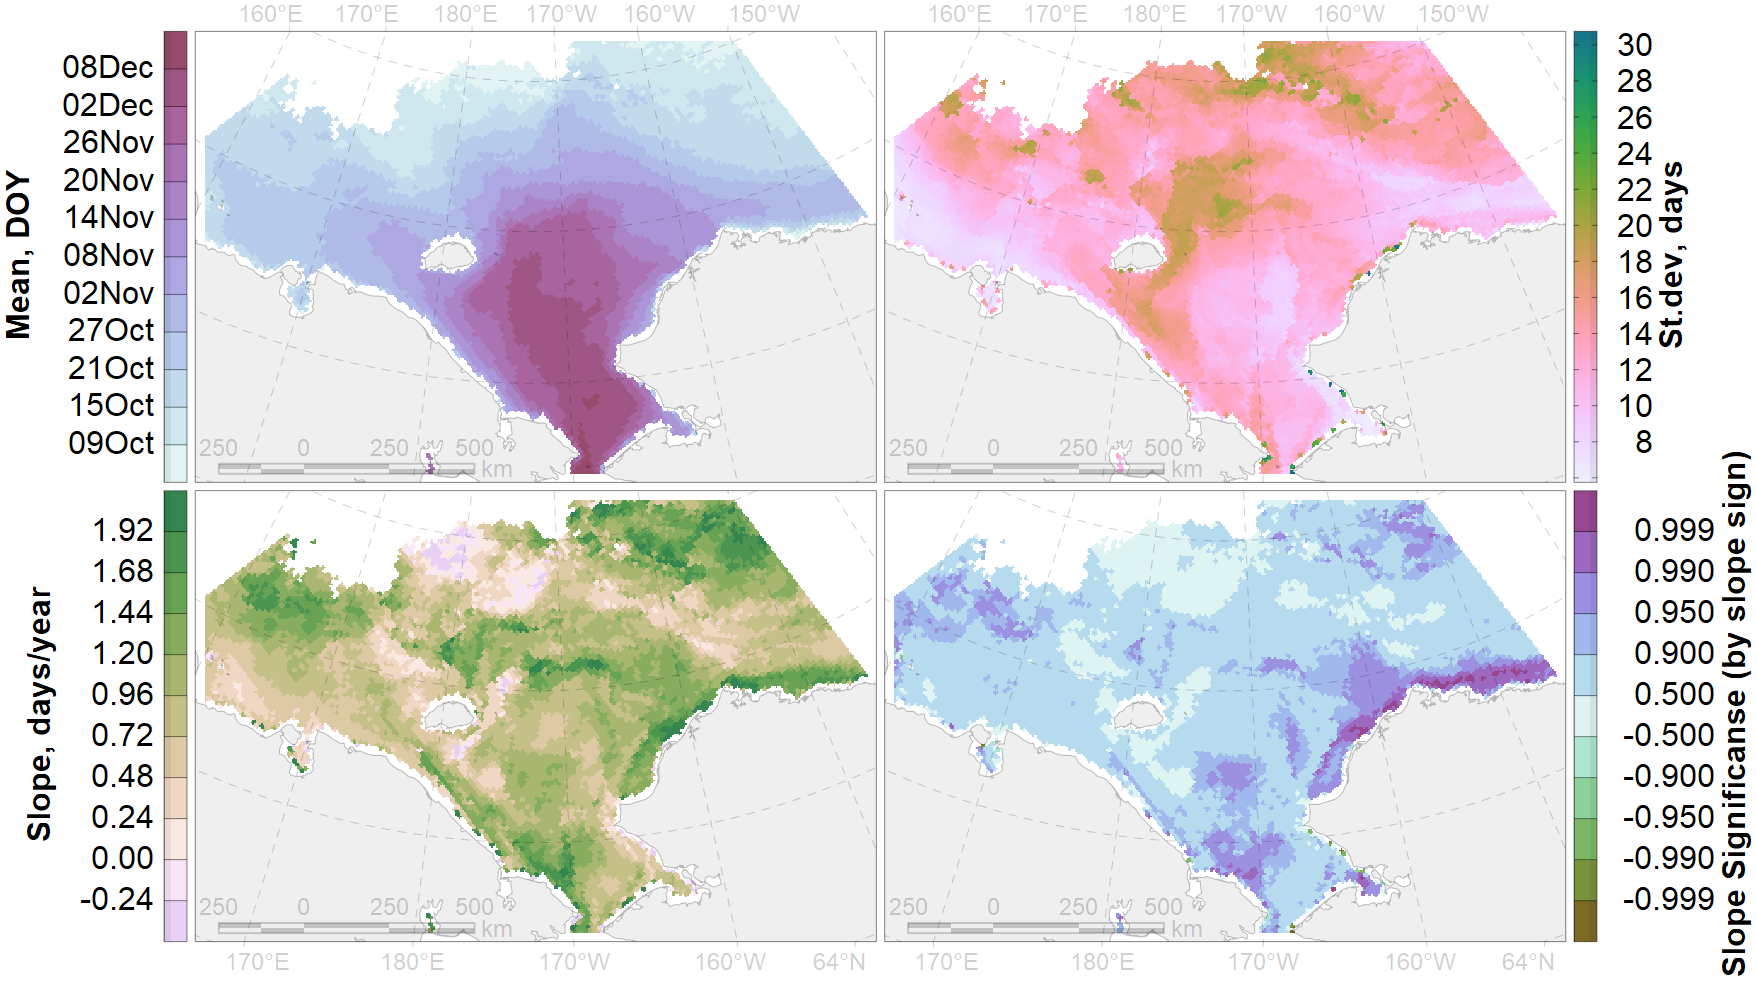 160°E 170°E 180°E 170°W 160°W 150°W
160°E 170°E 180°E 170°W 160°W 150°W
Mean, DOY
08Dec
02Dec
26Nov
20Nov
14Nov
08Nov
02Nov
27Oct
21Oct
15Oct
09Oct
250 0 250 500
km
250 0 250 500
km
30
28
26
24
22
20
18
16
14
12
10
8
St.dev, days
Slope, days/year
1.92
1.68
1.44
1.20
0.96
0.72
0.48
0.24
0.00
-0.24
250 0 250 500
km
250 0 250 500
km
0.999
0.990
0.950
0.900
0.500
-0.500
-0.900
-0.950
-0.990
-0.999
Slope Significanse (by slope sign)
170°E 180°E 170°W 160°W 64°N
170°E 180°E 170°W 160°W 64°N